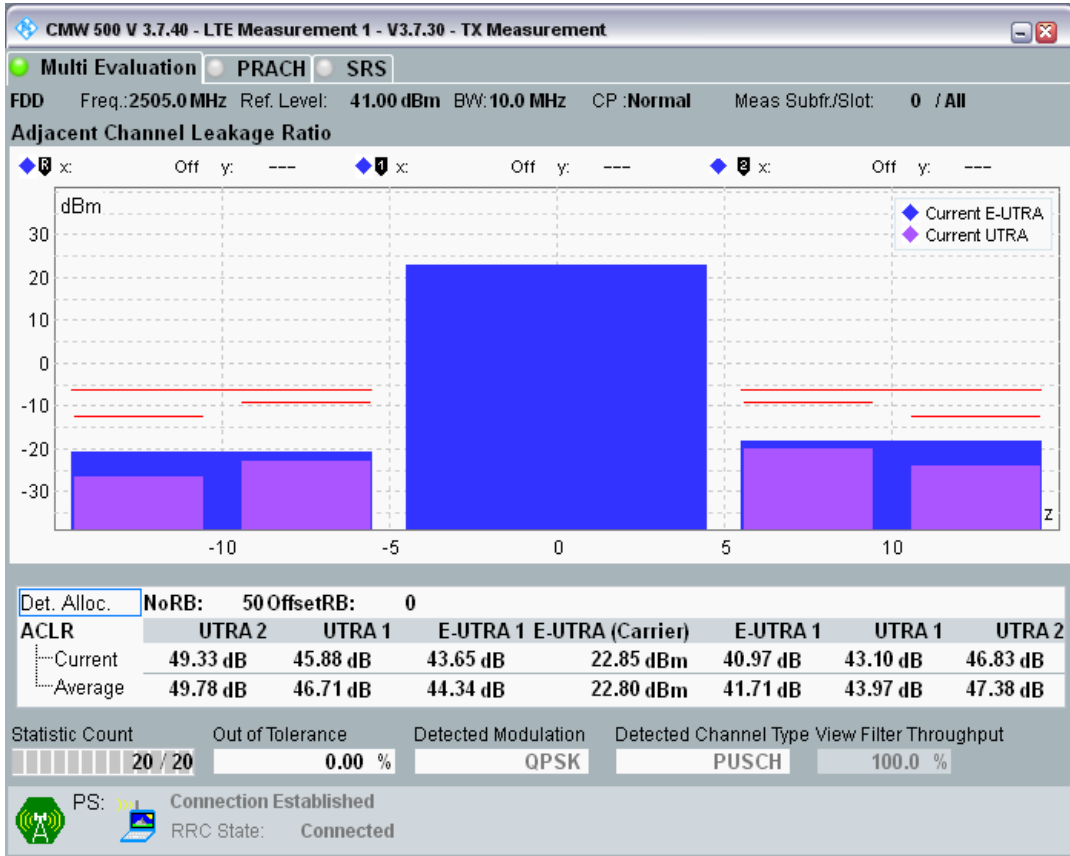 CMW 500 V 3.7.40 - LTE Measurement 1 - V3.7.30 - TX Measurement
Multi Evaluation PRACH SRS
FDD Freq.:2505.0 MHz Ref. Level: 41.00 dBm BW: 10.0 MHz CP :Normal Meas Subfr./Slot: 0 / All
Adjacent Channel Leakage Ratio
R x: Off y: --- 1 x: Off y: --- 2 x: Off y: ---
dBm
Current E-UTRA
Current UTRA
30
20
10
0
-10
-20
-30
z
-10 -5 0 5 10
Det. Alloc. NoRB: 50 OffsetRB: 0
ACLR UTRA 2 UTRA 1 E-UTRA 1 E-UTRA (Carrier) E-UTRA 1 UTRA 1 UTRA 2
Current 49.33 dB 45.88 dB 43.65 dB 22.85 dBm 40.97 dB 43.10 dB 46.83 dB
Average 49.78 dB 46.71 dB 44.34 dB 22.80 dBm 41.71 dB 43.97 dB 47.38 dB
Statistic Count Out of Tolerance Detected Modulation Detected Channel Type View Filter Throughput
20 / 20 0.00 % QPSK PUSCH 100.0 %
PS: Connection Established
RRC State: Connected